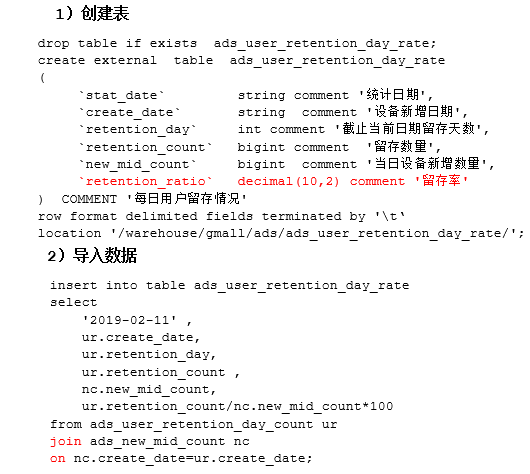 1）创建表
drop table if exists  ads_user_retention_day_rate;
create external  table  ads_user_retention_day_rate
(
`stat_date`         string comment '统计日期',
`create_date`       string  comment '设备新增日期',
`retention_day`     int comment '截止当前日期留存天数',
`retention_count`   bigint comment  '留存数量',
`new_mid_count`     bigint  comment '当日设备新增数量',
`retention_ratio`   decimal(10,2) comment '留存率'
)  COMMENT '每日用户留存情况'
row format delimited fields terminated by '\t‘
location '/warehouse/gmall/ads/ads_user_retention_day_rate/';
2）导入数据
insert into table ads_user_retention_day_rate
select
'2019-02-11' ,
ur.create_date,
ur.retention_day,
ur.retention_count ,
nc.new_mid_count,
ur.retention_count/nc.new_mid_count*100
from ads_user_retention_day_count ur
join ads_new_mid_count nc
on nc.create_date=ur.create_date;